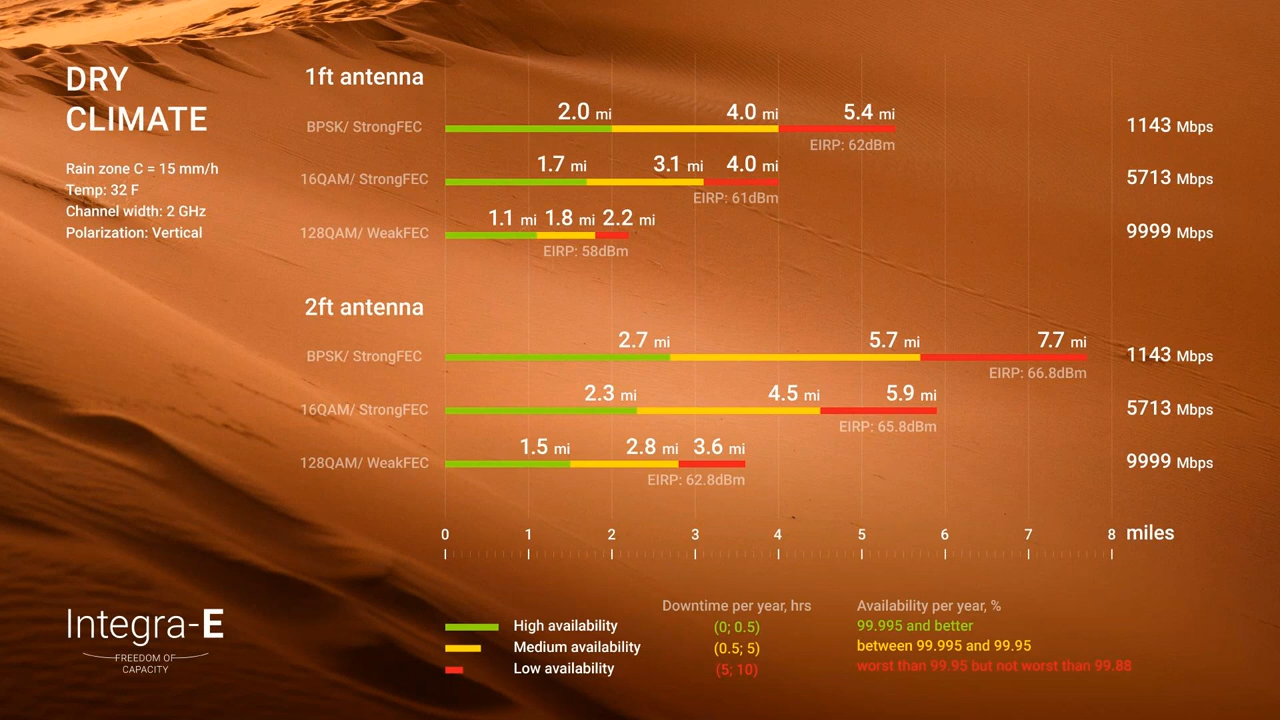 DRY
CLIMATE
Rain zone C = 15 mm/h
Temp: 32 F
Channel width: 2 GHz
Polarization: Vertical
1ft antenna
2.0 mi 4.0 mi 5.4 mi
BPSK/ StrongFEC 1143 Mbps
EIRP: 62dBm
1.7 mi 3.1 mi 4.0 mi
16QAM/ StrongFEC 5713 Mbps
EIRP: 61dBm
1.1 mi 1.8 mi 2.2 mi
128QAM/ WeakFEC 9999 Mbps
EIRP: 58dBm
2ft antenna
2.7 mi 5.7 mi 7.7 mi
BPSK/ StrongFEC 1143 Mbps
EIRP: 66.8dBm
2.3 mi 4.5 mi 5.9 mi
16QAM/ StrongFEC 5713 Mbps
EIRP: 65.8dBm
1.5 mi 2.8 mi 3.6 mi
128QAM/ WeakFEC 9999 Mbps
EIRP: 62.8dBm
0 1 2 3 4 5 6 7 8 miles
Downtime per year, hrs Availability per year, %
High availability (0; 0.5) 99.995 and better
Medium availability (0.5; 5) between 99.995 and 99.95
Low availability (5; 10) worst than 99.95 but not worst than 99.88
Integra-E
FREEDOM OF
CAPACITY